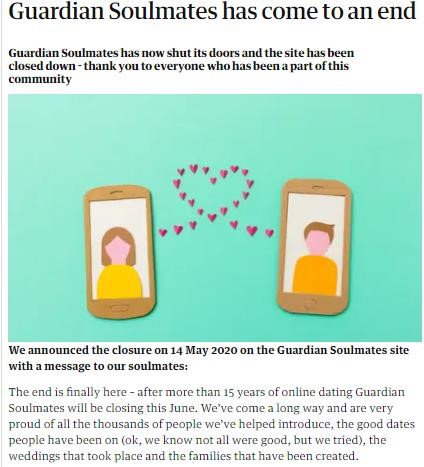 Guardian Soulmates has come to an end
Guardian Soulmates has now shut its doors and the site has been
closed down - thank you to everyone who has been a part of this
community
We announced the closure on 14 May 2020 on the Guardian Soulmates site
with a message to our soulmates:
The end is finally here – after more than 15 years of online dating Guardian
Soulmates will be closing this June. We’ve come a long way and are very
proud of all the thousands of people we’ve helped introduce, the good dates
people have been on (ok, we know not all were good, but we tried), the
weddings that took place and the families that have been created.